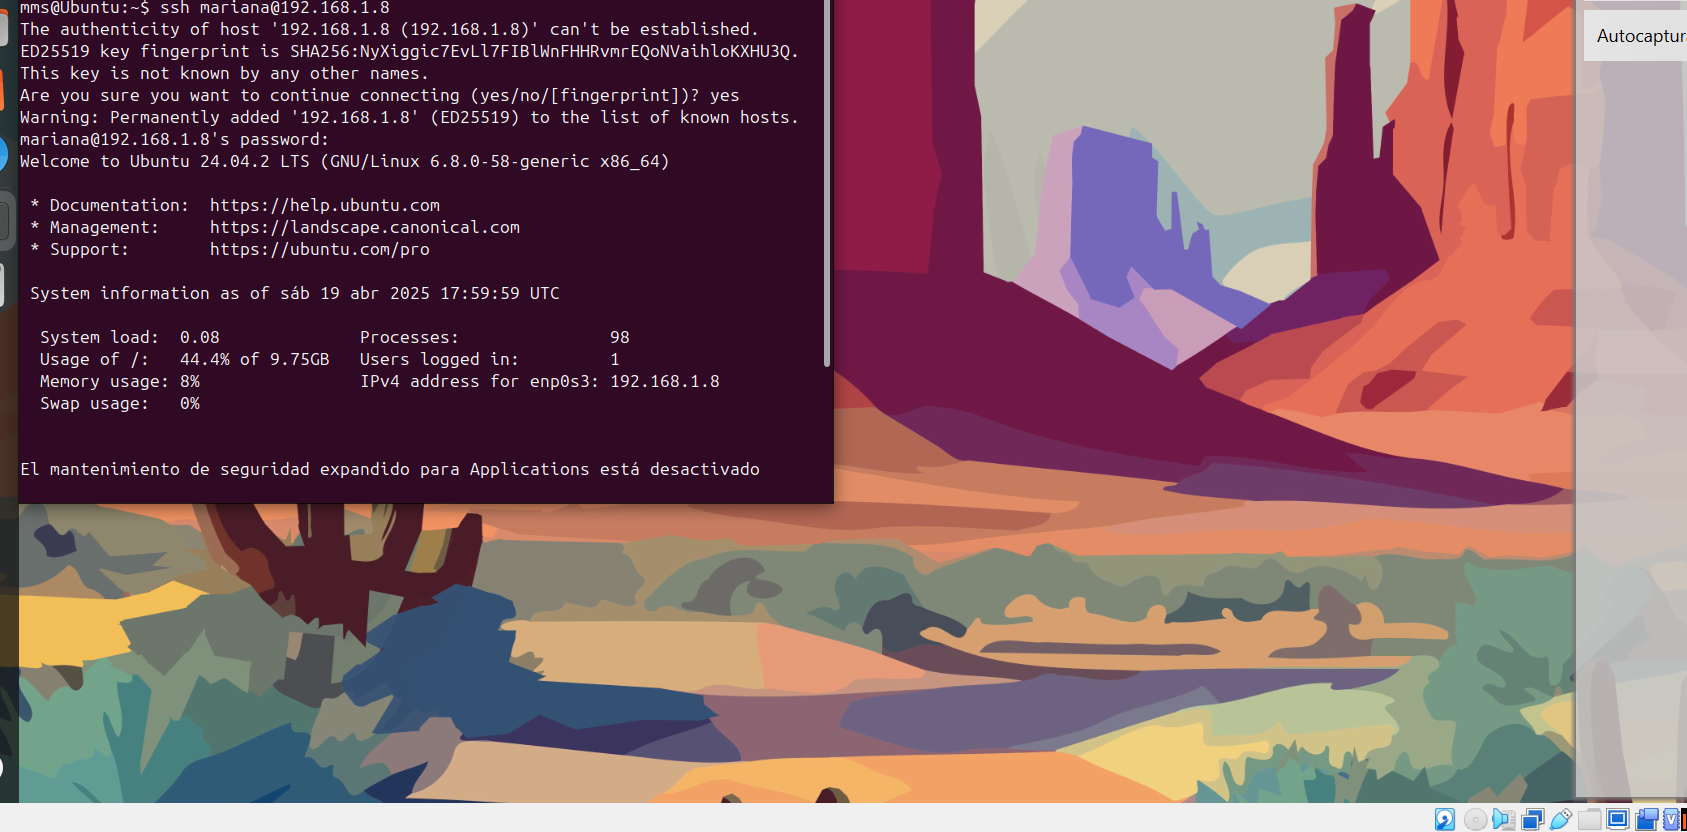 mms@Ubuntu:~$ ssh mariana@192.168.1.8
The authenticity of host '192.168.1.8 (192.168.1.8)' can't be established.
ED25519 key fingerprint is SHA256:NyXiggic7EvLl7FIBlWnFHHRvmrEQoNVaihloKXHU3Q.
This key is not known by any other names.
Are you sure you want to continue connecting (yes/no/[fingerprint])? yes
Warning: Permanently added '192.168.1.8' (ED25519) to the list of known hosts.
mariana@192.168.1.8's password:
Welcome to Ubuntu 24.04.2 LTS (GNU/Linux 6.8.0-58-generic x86_64)
* Documentation: https://help.ubuntu.com
* Management: https://landscape.canonical.com
* Support: https://ubuntu.com/pro
System information as of sáb 19 abr 2025 17:59:59 UTC
System load: 0.08 Processes: 98
Usage of /: 44.4% of 9.75GB Users logged in: 1
Memory usage: 8% IPv4 address for enp0s3: 192.168.1.8
Swap usage: 0%
El mantenimiento de seguridad expandido para Applications está desactivado
Autocaptur